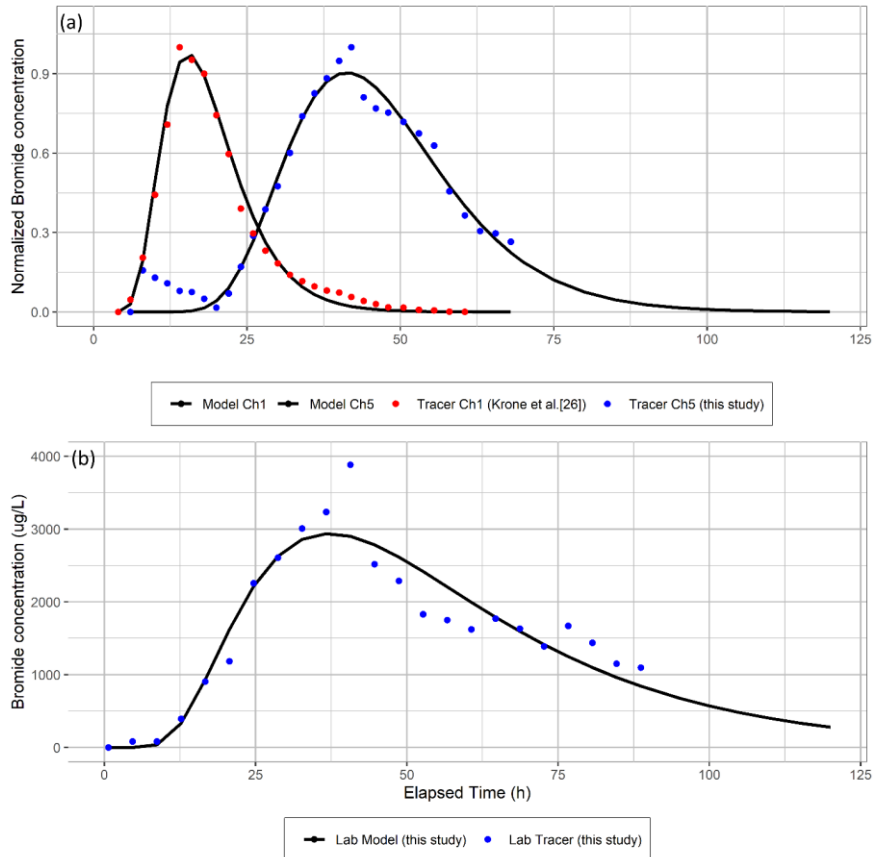 (a)
Normalized Bromide concentration
0.9
0.6
0.3
0.0
0 25 50 75 100 125
Model Ch1 Model Ch5 Tracer Ch1 (Krone et al.[26]) Tracer Ch5 (this study)
(b)
Bromide concentration (ug/L)
4000
3000
2000
1000
0
0 25 50 75 100 125
Elapsed Time (h)
Lab Model (this study) Lab Tracer (this study)